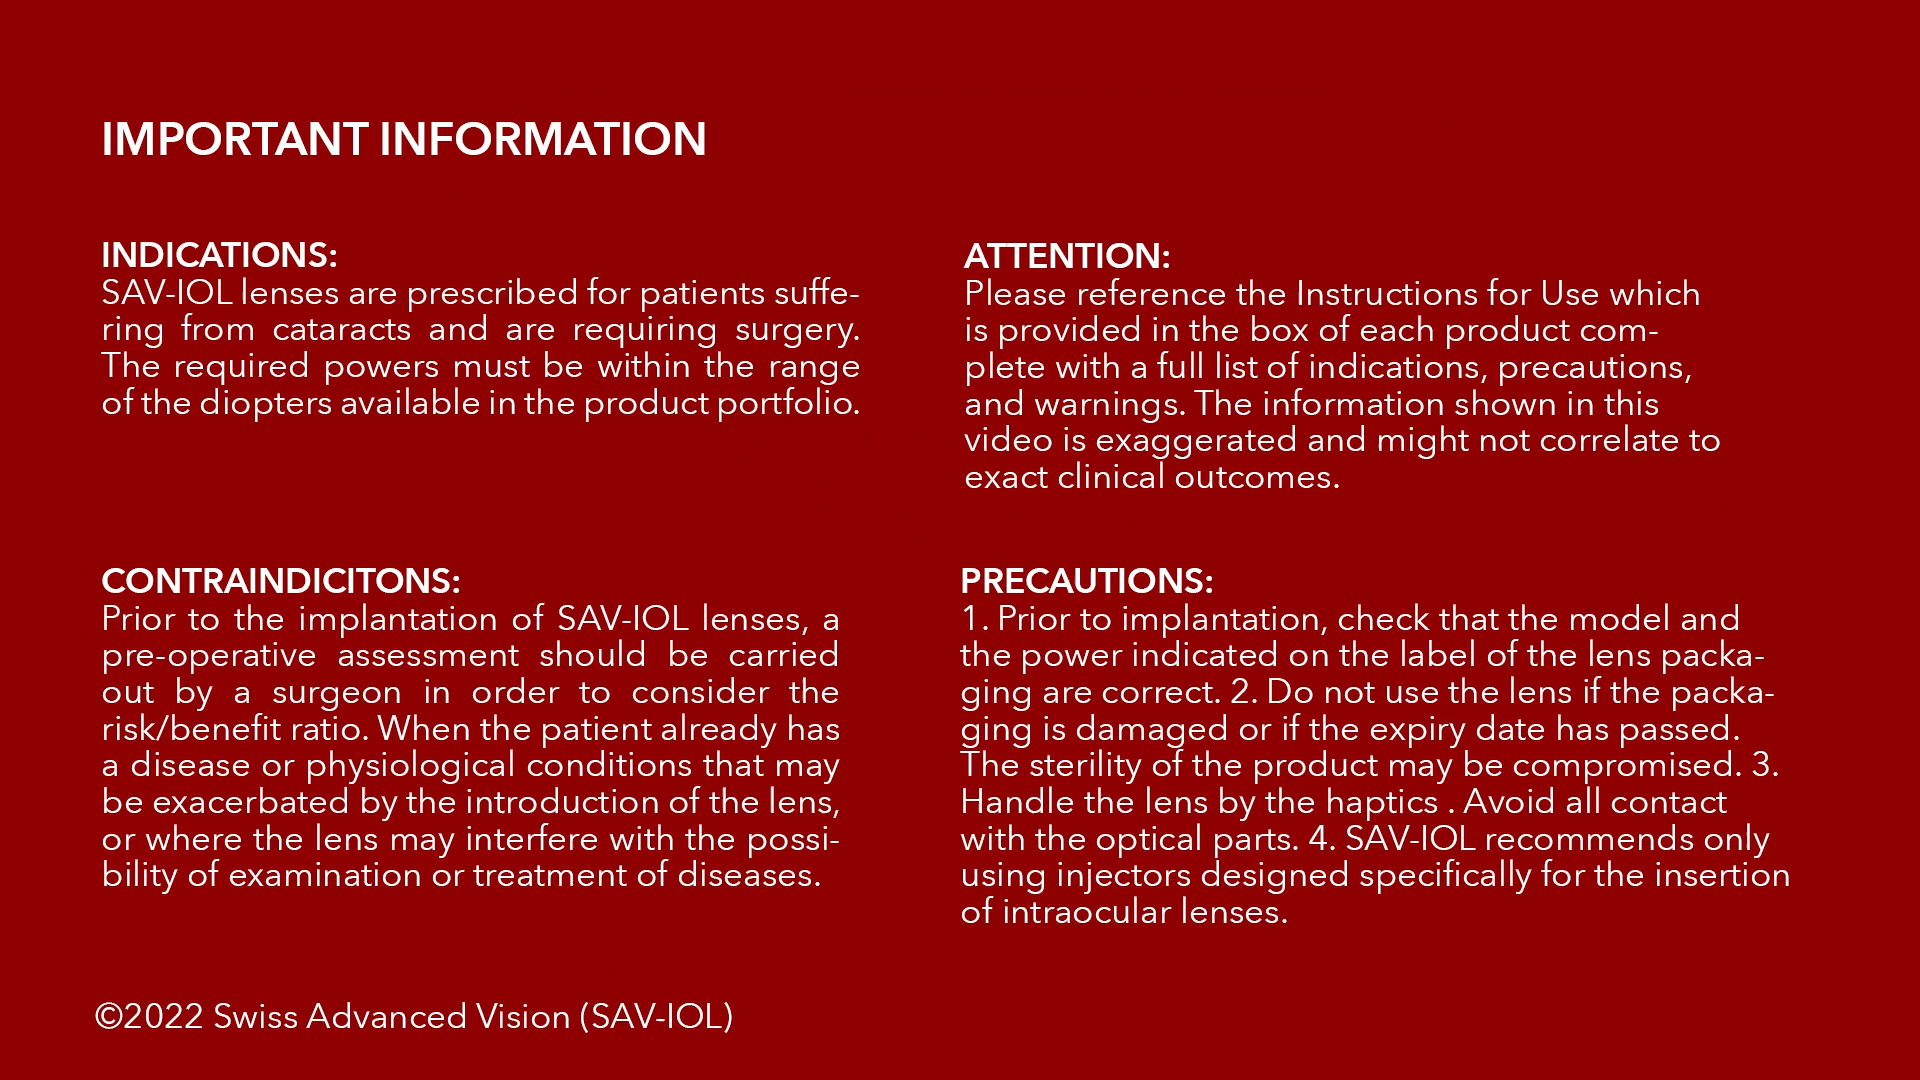 IMPORTANT INFORMATION
INDICATIONS:
SAV-IOL lenses are prescribed for patients suffe-
ring from cataracts and are requiring surgery.
The required powers must be within the range
of the diopters available in the product portfolio.
ATTENTION:
Please reference the Instructions for Use which
is provided in the box of each product com-
plete with a full list of indications, precautions,
and warnings. The information shown in this
video is exaggerated and might not correlate to
exact clinical outcomes.
CONTRAINDICITONS:
Prior to the implantation of SAV-IOL lenses, a
pre-operative assessment should be carried
out by a surgeon in order to consider the
risk/benefit ratio. When the patient already has
a disease or physiological conditions that may
be exacerbated by the introduction of the lens,
or where the lens may interfere with the possi-
bility of examination or treatment of diseases.
PRECAUTIONS:
1. Prior to implantation, check that the model and
the power indicated on the label of the lens packa-
ging are correct. 2. Do not use the lens if the packa-
ging is damaged or if the expiry date has passed.
The sterility of the product may be compromised. 3.
Handle the lens by the haptics . Avoid all contact
with the optical parts. 4. SAV-IOL recommends only
using injectors designed specifically for the insertion
of intraocular lenses.
©2022 Swiss Advanced Vision (SAV-IOL)